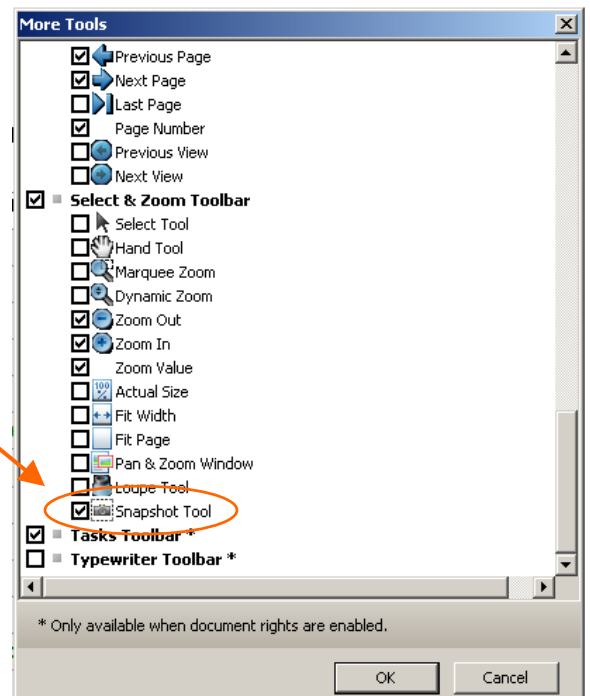 More Tools
Previous Page
Next Page
Last Page
Page Number
Previous View
Next View
Select & Zoom Toolbar
Select Tool
Hand Tool
Marquee Zoom
Dynamic Zoom
Zoom Out
Zoom In
Zoom Value
100%
Actual Size
Fit Width
Fit Page
Pan & Zoom Window
Loupe Tool
Snapshot Tool
Tasks Toolbar *
Typewriter Toolbar *
* Only available when document rights are enabled.
OK
Cancel